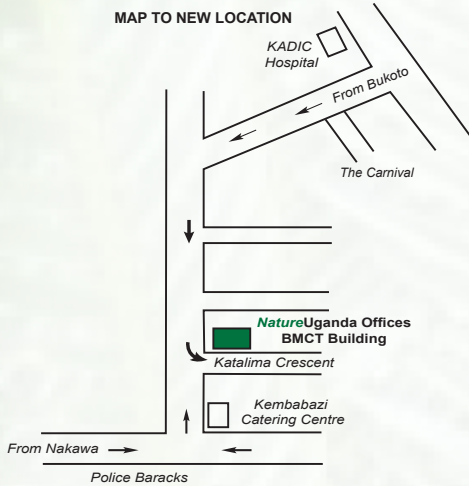 MAP TO NEW LOCATION
KADIC
Hospital
From Bukoto
The Carnival
NatureUganda Offices
BMCT Building
Katalima Crescent
Kembabazi
Catering Centre
From Nakawa
Police Baracks